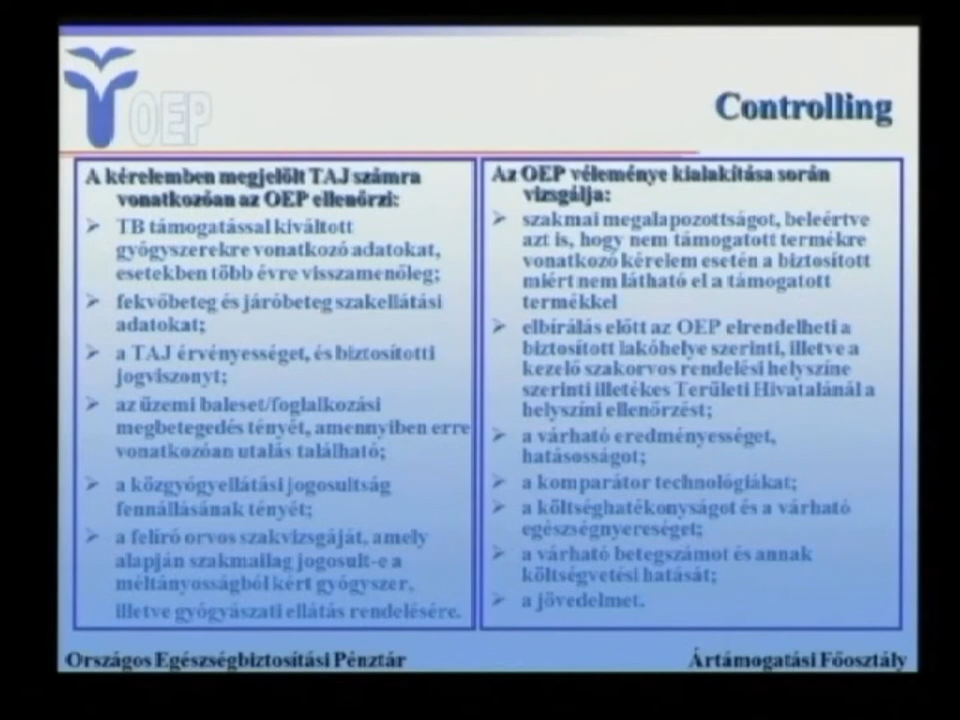 OEP
Controlling
A kérelemben megjelölt TAJ számra
vonatkozóan az OEP ellenőrzi:
TB támogatással kiváltott
gyógyszerekre vonatkozó adatokat,
esetekben több évre visszamenőleg;
fekvőbeteg és járóbeteg szakellátási
adatokat;
a TAJ érvényességet, és biztosítotti
jogviszonyt;
az üzemi baleset/foglalkozási
megbetegedés tényét, amennyiben erre
vonatkozóan utalás található;
a közgyógyellátási jogosultság
fennállásának tényét;
a felíró orvos szakvizsgáját, amely
alapján szakmailag jogosult-e a
méltányosságból kért gyógyszer,
illetve gyógyászati ellátás rendelésére.
Az OEP véleménye kialakítása során
vizsgálja:
szakmai megalapozottságot, beleértve
azt is, hogy nem támogatott termékre
vonatkozó kérelem esetén a biztosított
miért nem látható el a támogatott
termékkel
elbírálás előtt az OEP elrendelheti a
biztosított lakóhelye szerinti, illetve a
kezelő szakorvos rendelési helyszíne
szerinti illetékes Területi Hivatalánál a
helyszíni ellenőrzést;
a várható eredményességet,
hatásosságot;
a komparátor technológiákat;
a költséghatékonyságot és a várható
egészségnyereséget;
a várható betegszámot és annak
költségvetési hatását;
a jövedelmet.
Országos Egészségbiztosítási Pénztár
Ártámogatási Főosztály